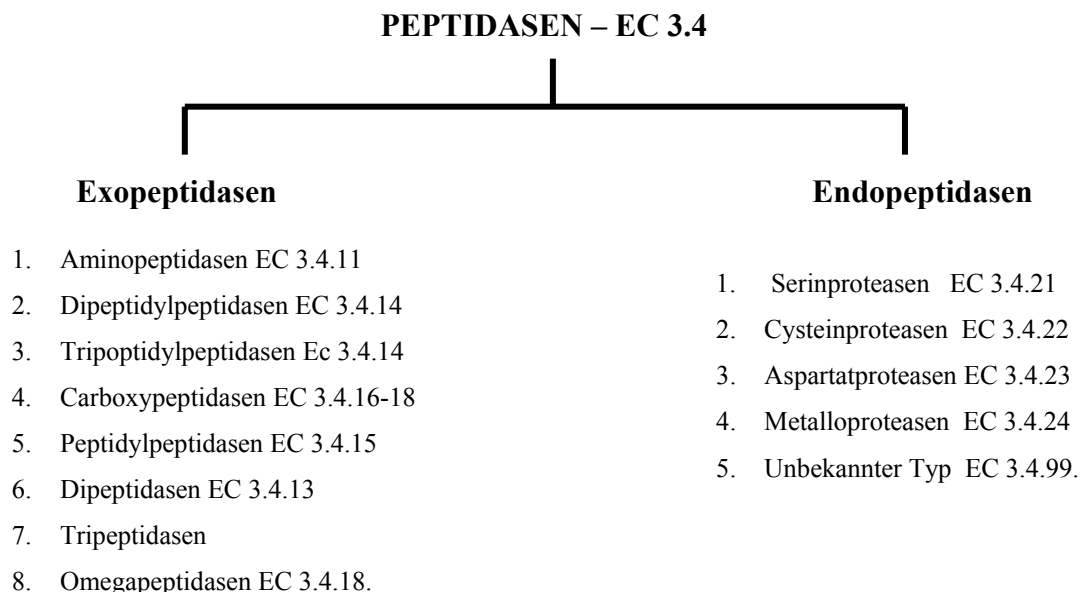 PEPTIDASEN – EC 3.4
Exopeptidasen
1. Aminopeptidasen EC 3.4.11
2. Dipeptidylpeptidasen EC 3.4.14
3. Tripoptidylpeptidasen Ec 3.4.14
4. Carboxypeptidasen EC 3.4.16-18
5. Peptidylpeptidasen EC 3.4.15
6. Dipeptidasen EC 3.4.13
7. Tripeptidasen
8. Omegapeptidasen EC 3.4.18.
Endopeptidasen
1. Serinproteasen EC 3.4.21
2. Cysteinproteasen EC 3.4.22
3. Aspartatproteasen EC 3.4.23
4. Metalloproteasen EC 3.4.24
5. Unbekannter Typ EC 3.4.99.